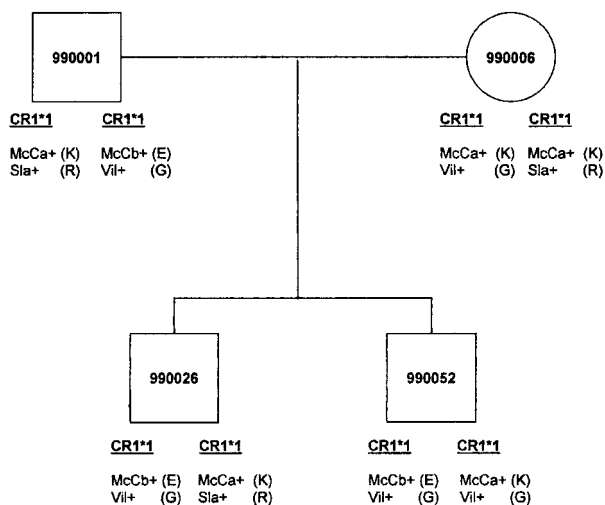 990001 990006
CR1*1 CR1*1 CR1*1 CR1*1
McCa+ (K) McCb+ (E) McCa+ (K) McCa+ (K)
Sla+ (R) Vil+ (G) Vil+ (G) Sla+ (R)
990026 990052
CR1*1 CR1*1 CR1*1 CR1*1
McCb+ (E) McCa+ (K) McCb+ (E) McCa+ (K)
Vil+ (G) Sla+ (R) Vil+ (G) Vil+ (G)